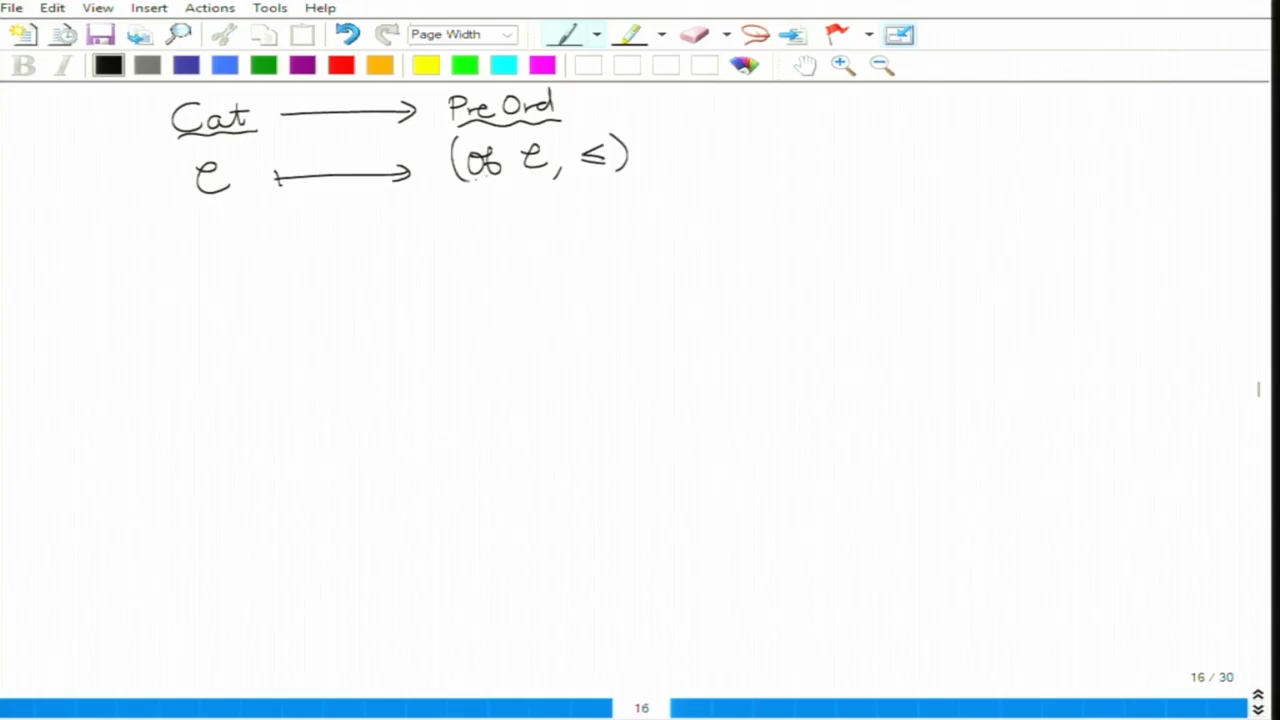 File Edit View Insert Actions Tools Help
Page Width
B I
Cat ⟶ PreOrd
C ⟼ (ob C, ≤)
16 / 30
16